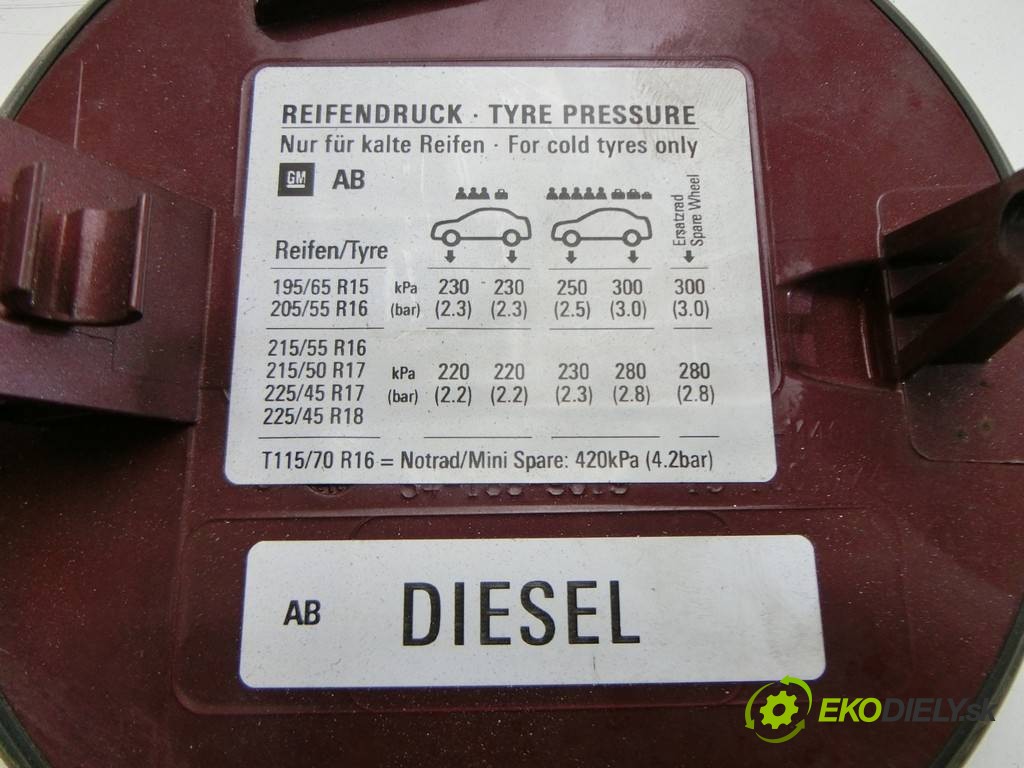 REIFENDRUCK · TYRE PRESSURE
Nur für kalte Reifen · For cold tyres only
GM AB
Ersatzrad
Spare Wheel
Reifen/Tyre
195/65 R15 kPa 230 230 250 300 300
205/55 R16 (bar) (2.3) (2.3) (2.5) (3.0) (3.0)
215/55 R16
215/50 R17 kPa 220 220 230 280 280
225/45 R17 (bar) (2.2) (2.2) (2.3) (2.8) (2.8)
225/45 R18
T115/70 R16 = Notrad/Mini Spare: 420kPa (4.2bar)
AB DIESEL
EKODIELY.sk